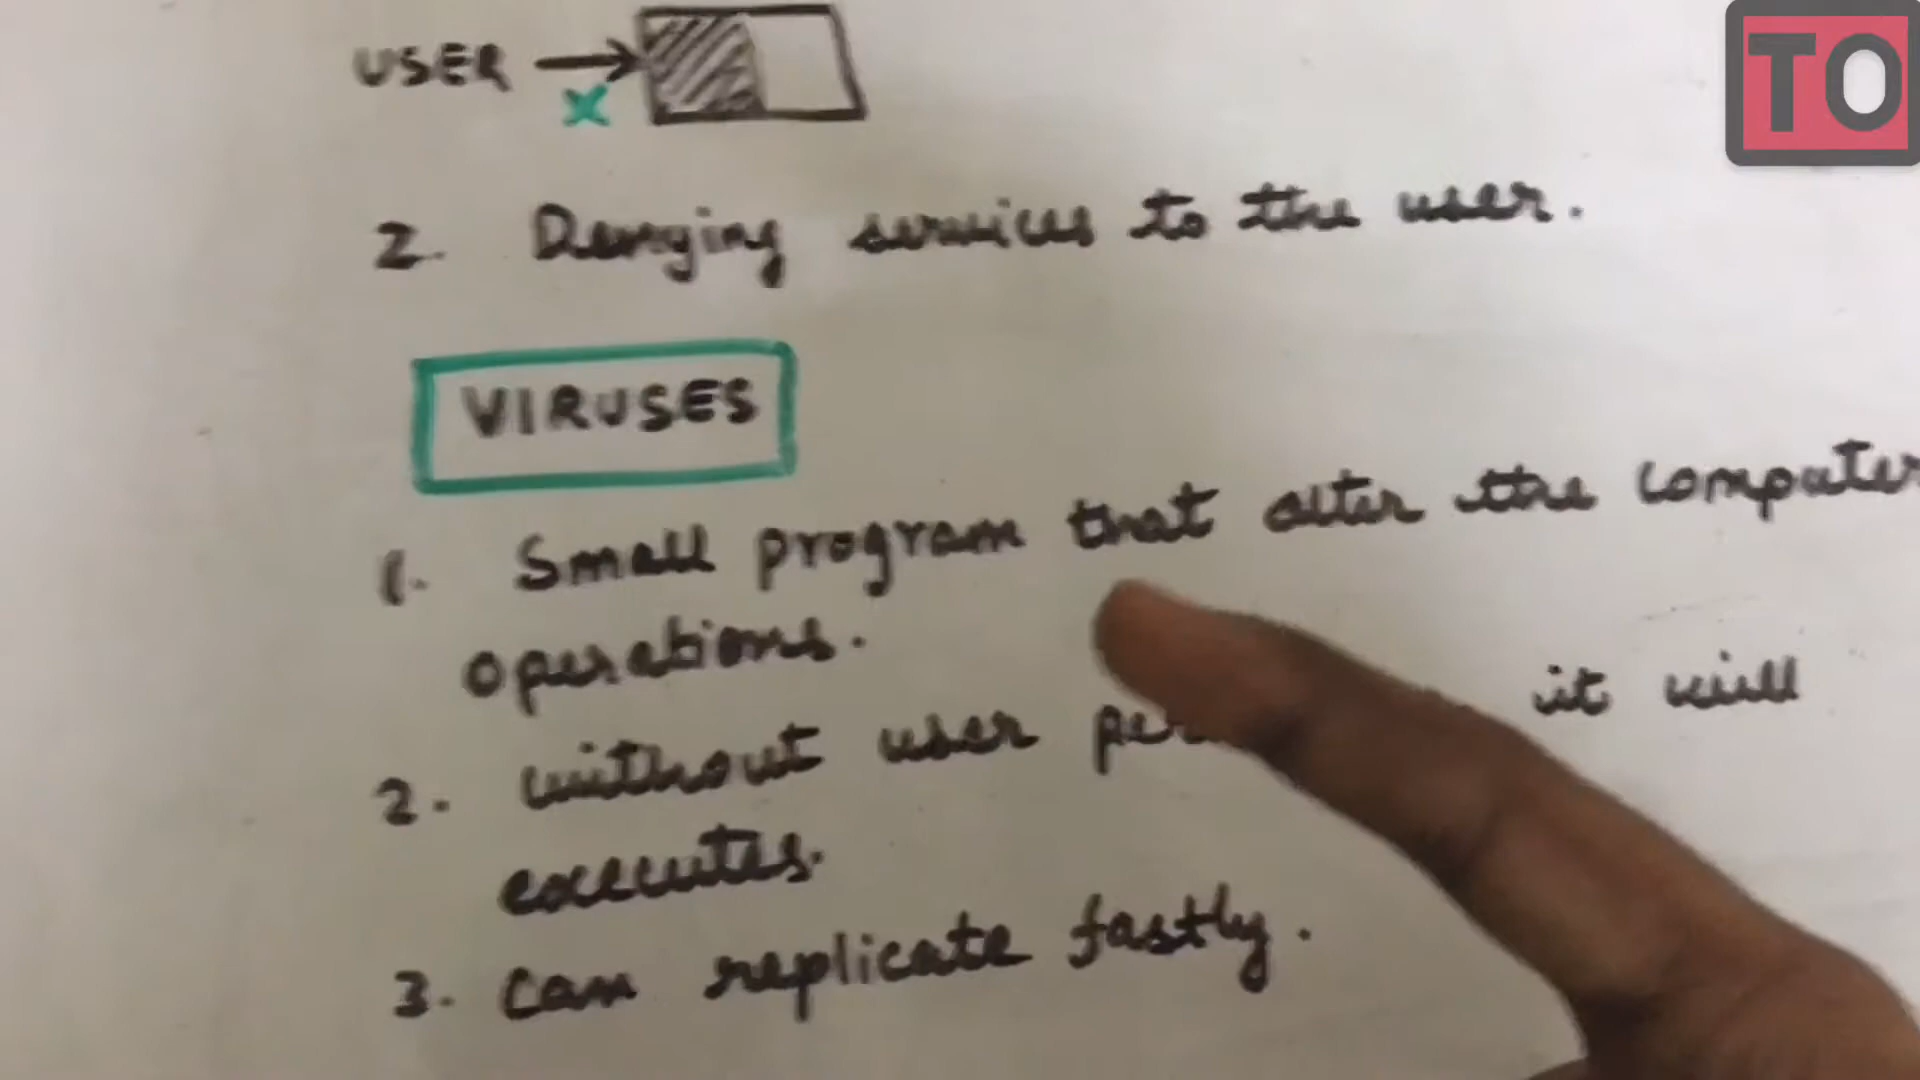 USER
TO
2. Denying services to the user.
VIRUSES
1. Small program that alter the computer
operations.
2. without user it will
executes.
3. can replicate fastly.